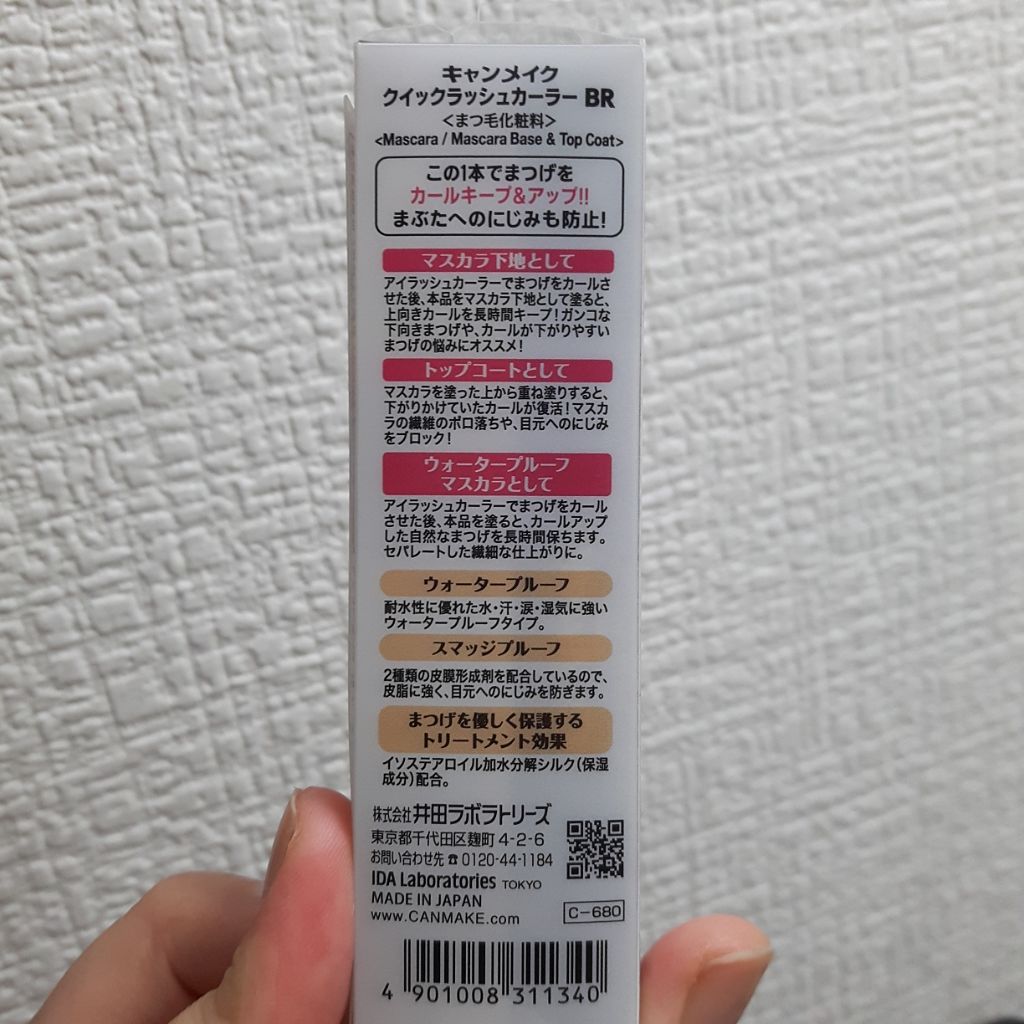 キャンメイク
クイックラッシュカーラー BR
<まつ毛化粧料>
<Mascara / Mascara Base & Top Coat>
この1本でまつげを
カールキープ&アップ!!
まぶたへのにじみも防止!
マスカラ下地として
アイラッシュカーラーでまつげをカールさ
せた後、本品をマスカラ下地として塗ると、
上向きカールを長時間キープ!ガンコな
下向きまつげや、カールが下がりやすい
まつげの悩みにオススメ!
トップコートとして
マスカラを塗った上から重ね塗りすると、
下がりかけていたカールが復活!マスカ
ラの繊維のポロ落ちや、目元へのにじみ
をブロック!
ウォータープルーフ
マスカラとして
アイラッシュカーラーでまつげをカール
させた後、本品を塗ると、カールアップ
した自然なまつげを長時間保ちます。
セパレートした繊細な仕上がりに。
ウォータープルーフ
耐水性に優れた水・汗・涙・湿気に強い
ウォータープルーフタイプ。
スマッジプルーフ
2種類の皮膜形成剤を配合しているので、
皮脂に強く、目元へのにじみを防ぎます。
まつげを優しく保護する
トリートメント効果
イソステアロイル加水分解シルク(保湿
成分)配合。
株式会社 井田ラボラトリーズ
東京都千代田区麹町 4-2-6
お問い合わせ先 ☎ 0120-44-1184
IDA Laboratories TOKYO
MADE IN JAPAN
www.CANMAKE.com
C-680
4 901008 311340